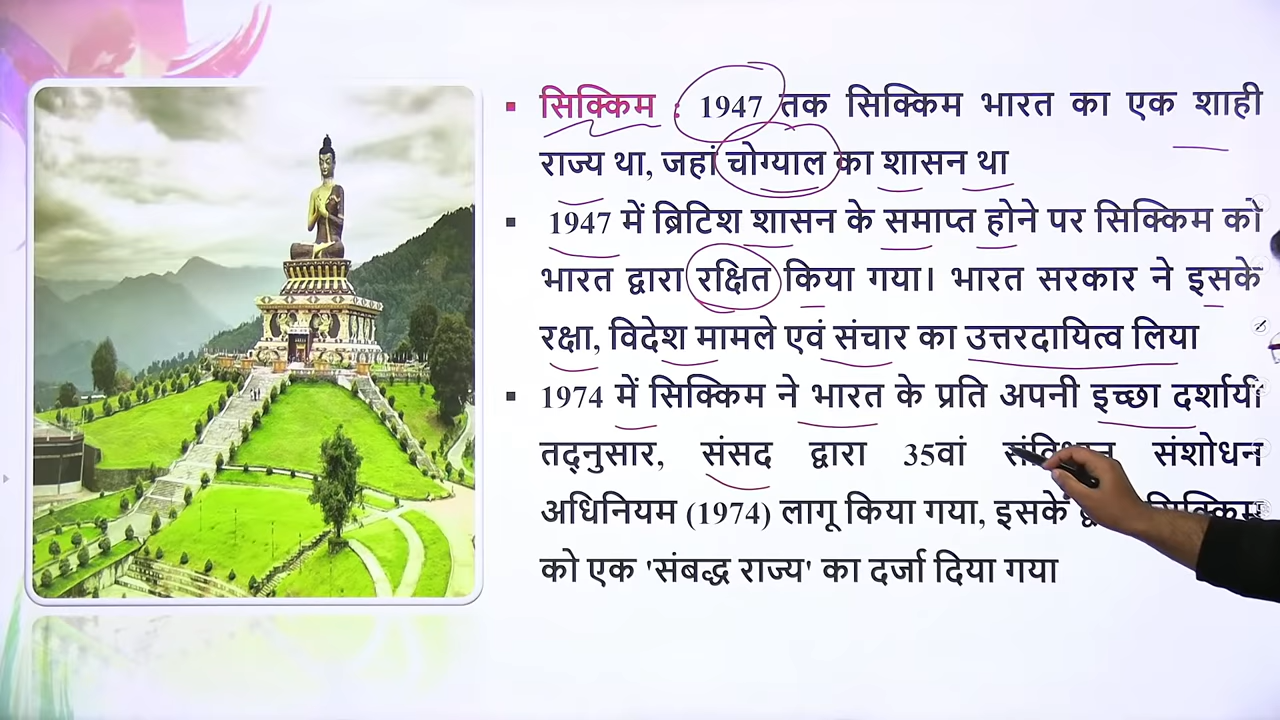 सिक्किम : 1947 तक सिक्किम भारत का एक शाही
राज्य था, जहां चोग्याल का शासन था
1947 में ब्रिटिश शासन के समाप्त होने पर सिक्किम को
भारत द्वारा रक्षित किया गया। भारत सरकार ने इसके
रक्षा, विदेश मामले एवं संचार का उत्तरदायित्व लिया
1974 में सिक्किम ने भारत के प्रति अपनी इच्छा दर्शायी
तद्नुसार, संसद द्वारा 35वां संविधान संशोधन
अधिनियम (1974) लागू किया गया, इसके सिक्किम
को एक 'संबद्ध राज्य' का दर्जा दिया गया